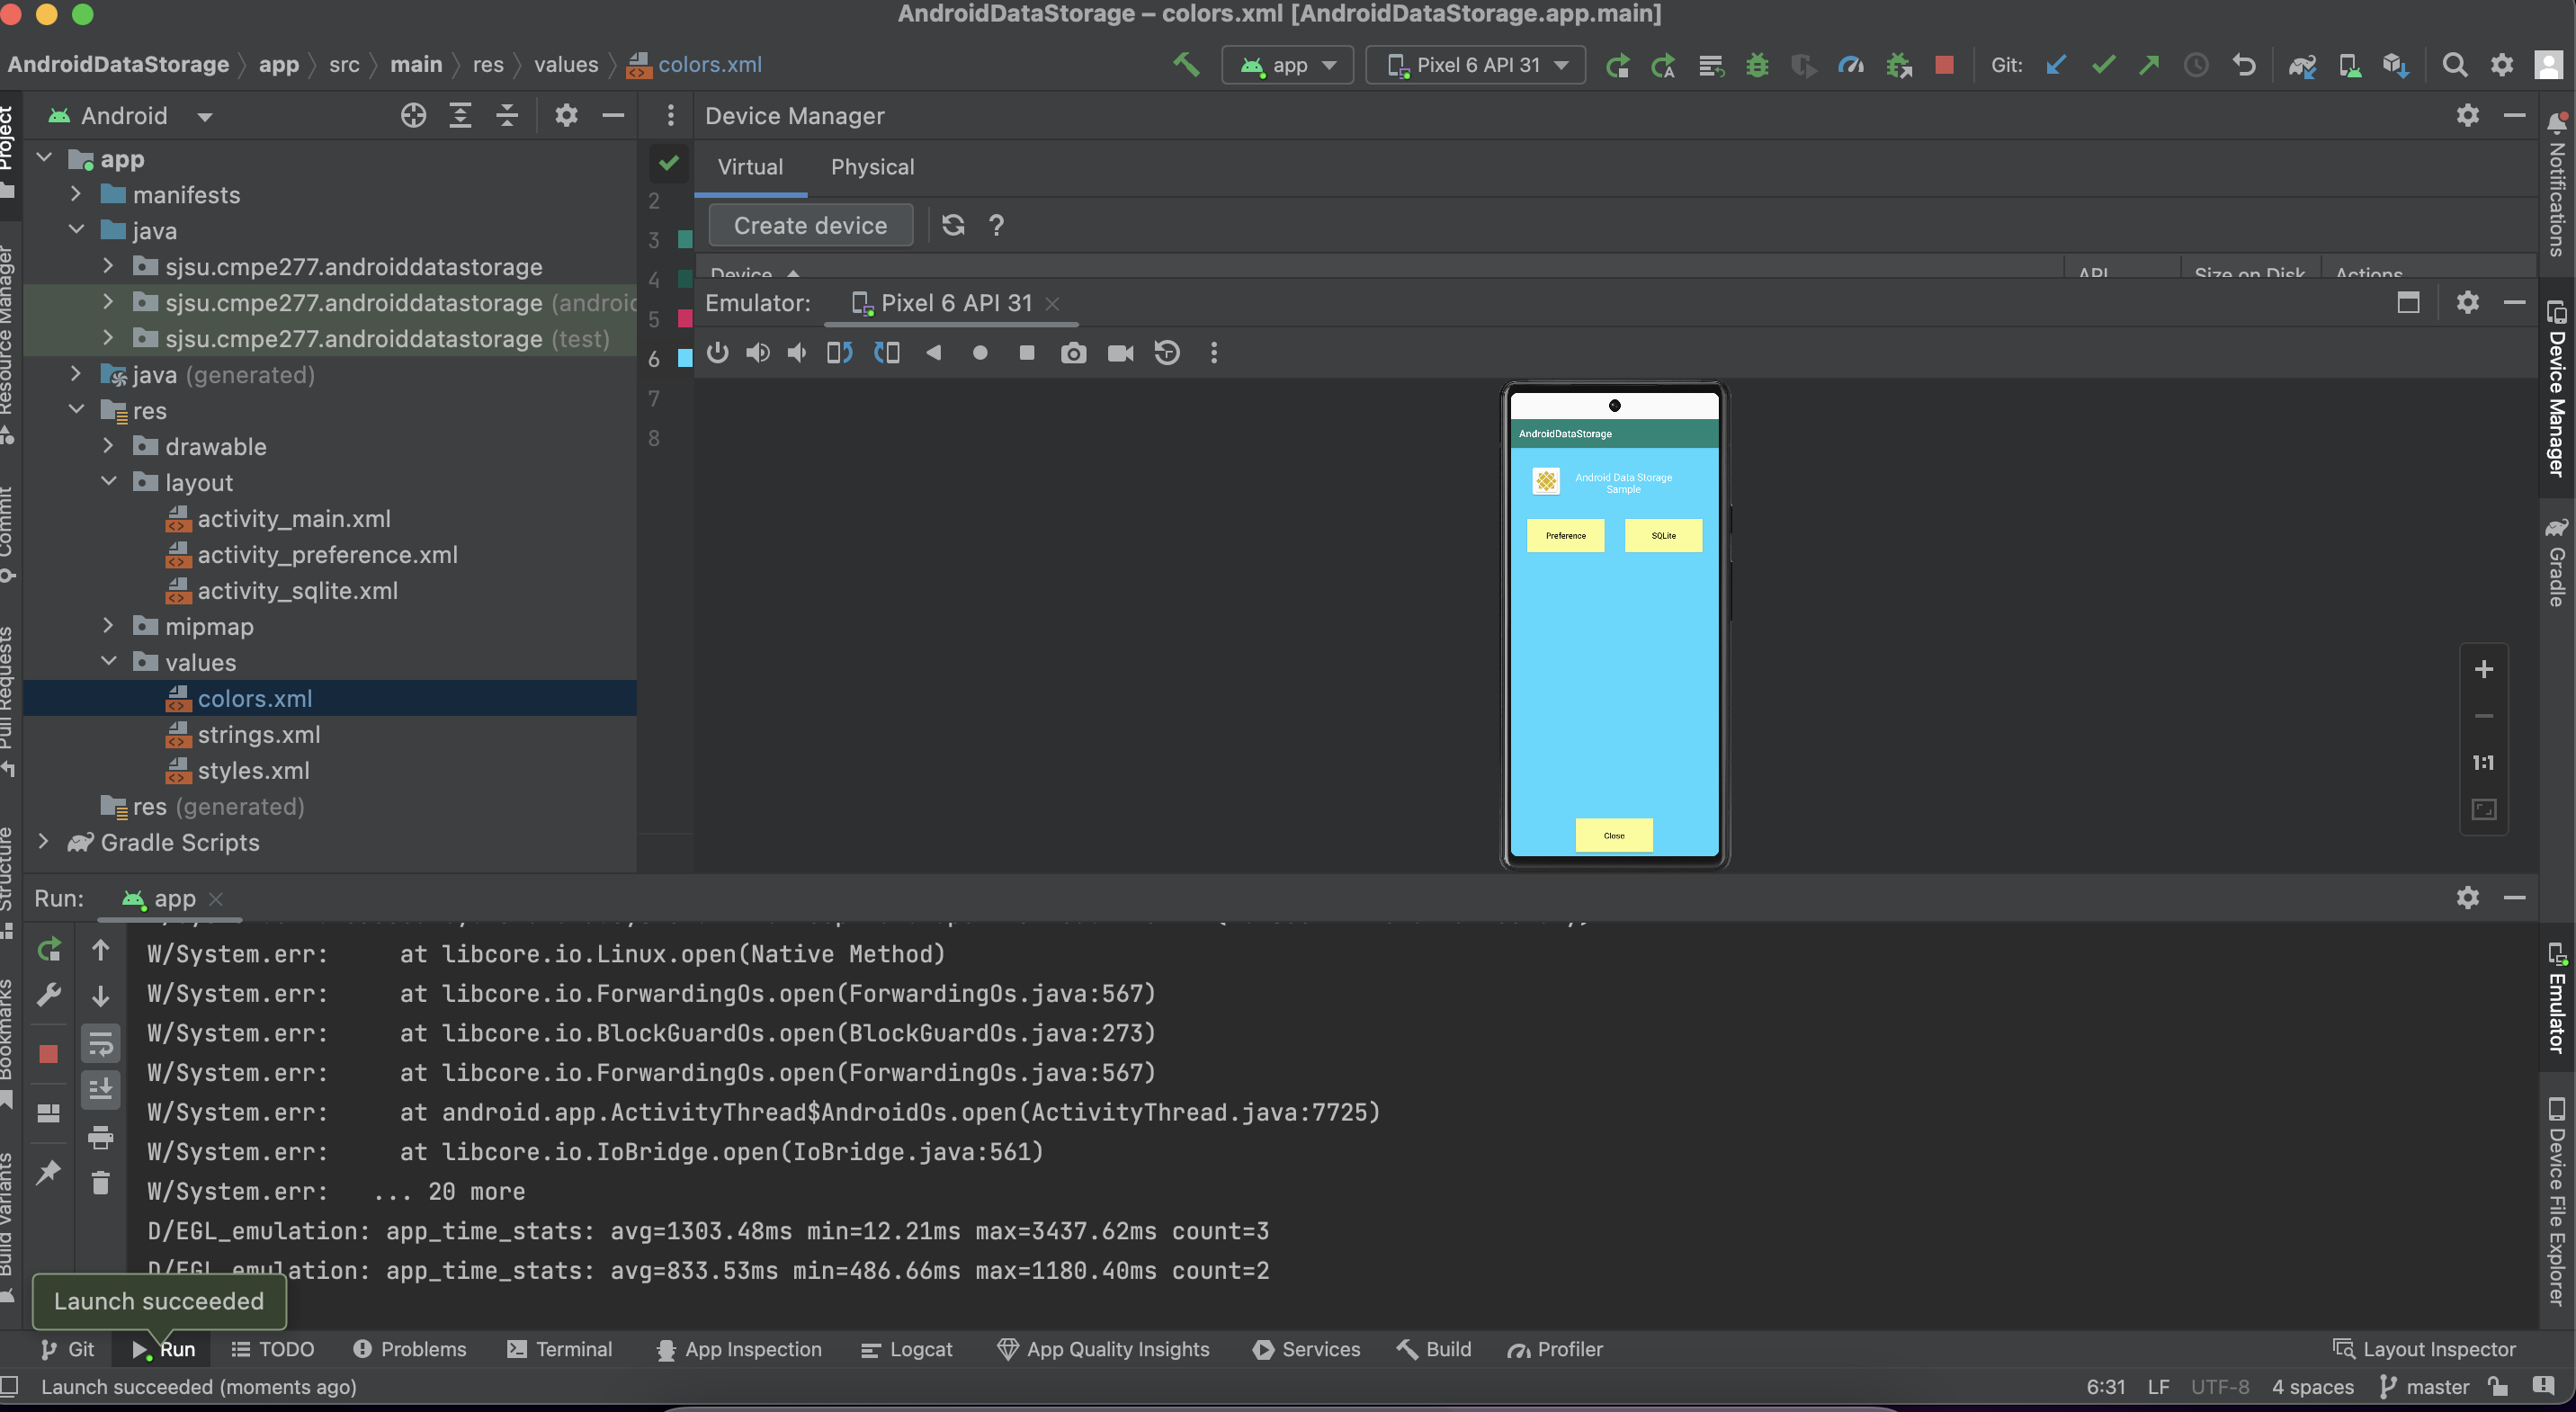 AndroidDataStorage – colors.xml [AndroidDataStorage.app.main]
AndroidDataStorage app src main res values colors.xml
app Pixel 6 API 31 Git:
Android
Device Manager
Virtual Physical
Create device ?
Device API Size on Disk Actions
Emulator: Pixel 6 API 31
app
manifests
java
sjsu.cmpe277.androiddatastorage
sjsu.cmpe277.androiddatastorage (android
sjsu.cmpe277.androiddatastorage (test)
java (generated)
res
drawable
layout
activity_main.xml
activity_preference.xml
activity_sqlite.xml
mipmap
values
colors.xml
strings.xml
styles.xml
res (generated)
Gradle Scripts
2
3
4
5
6
7
8
AndroidDataStorage
Android Data Storage
Sample
Preference SQLite
Close
1:1
Project
Resource Manager
Commit
Pull Requests
Structure
Bookmarks
Build Variants
Notifications
Device Manager
Gradle
Emulator
Device File Explorer
Run: app
W/System.err:     at libcore.io.Linux.open(Native Method)
W/System.err:     at libcore.io.ForwardingOs.open(ForwardingOs.java:567)
W/System.err:     at libcore.io.BlockGuardOs.open(BlockGuardOs.java:273)
W/System.err:     at libcore.io.ForwardingOs.open(ForwardingOs.java:567)
W/System.err:     at android.app.ActivityThread$AndroidOs.open(ActivityThread.java:7725)
W/System.err:     at libcore.io.IoBridge.open(IoBridge.java:561)
W/System.err:   ... 20 more
D/EGL_emulation: app_time_stats: avg=1303.48ms min=12.21ms max=3437.62ms count=3
D/EGL_emulation: app_time_stats: avg=833.53ms min=486.66ms max=1180.40ms count=2
Launch succeeded
Git Run TODO Problems Terminal App Inspection Logcat App Quality Insights Services Build Profiler Layout Inspector
Launch succeeded (moments ago) 6:31 LF UTF-8 4 spaces master